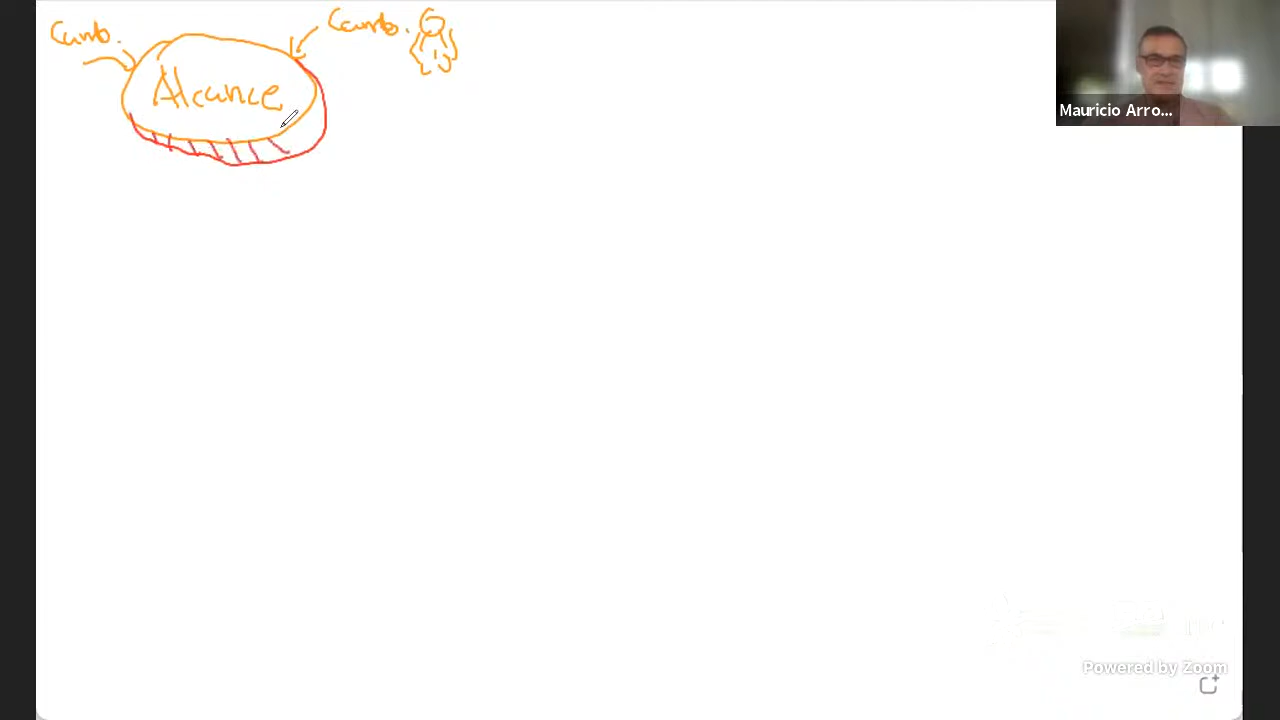 Camb.
Camb.
Alcance
Mauricio Arro...
Powered by Zoom